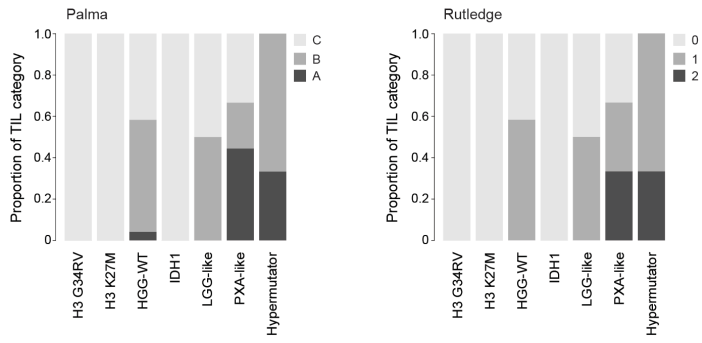 Palma
Proportion of TIL category
1.0
0.8
0.6
0.4
0.2
0
C
B
A
H3 G34RV
H3 K27M
HGG-WT
IDH1
LGG-like
PXA-like
Hypermutator
Rutledge
Proportion of TIL category
1.0
0.8
0.6
0.4
0.2
0
0
1
2
H3 G34RV
H3 K27M
HGG-WT
IDH1
LGG-like
PXA-like
Hypermutator